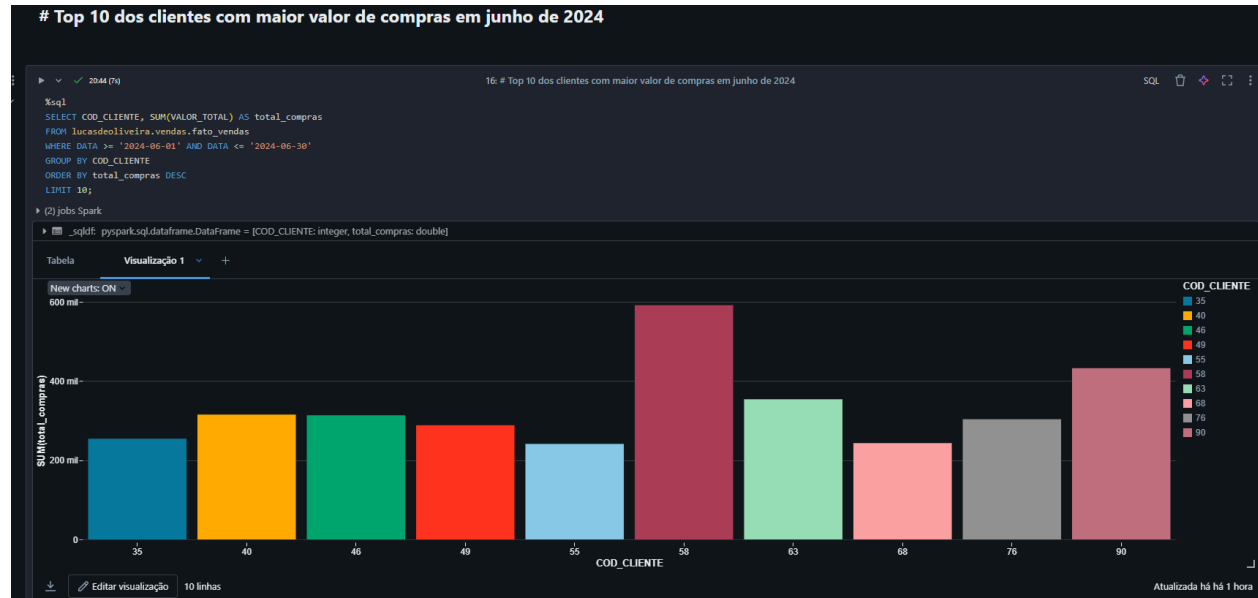 # Top 10 dos clientes com maior valor de compras em junho de 2024
20:44 (7s)
16: # Top 10 dos clientes com maior valor de compras em junho de 2024
SQL
%sql
SELECT COD_CLIENTE, SUM(VALOR_TOTAL) AS total_compras
FROM lucasdeoliveira.vendas.fato_vendas
WHERE DATA >= '2024-06-01' AND DATA <= '2024-06-30'
GROUP BY COD_CLIENTE
ORDER BY total_compras DESC
LIMIT 10;
(2) jobs Spark
_sqldf: pyspark.sql.dataframe.DataFrame = [COD_CLIENTE: integer, total_compras: double]
Tabela Visualização 1 +
New charts: ON
COD_CLIENTE
35
40
46
49
55
58
63
68
76
90
SUM(total_compras)
600 mil
400 mil
200 mil
0
35 40 46 49 55 58 63 68 76 90
COD_CLIENTE
Editar visualização 10 linhas
Atualizada há há 1 hora